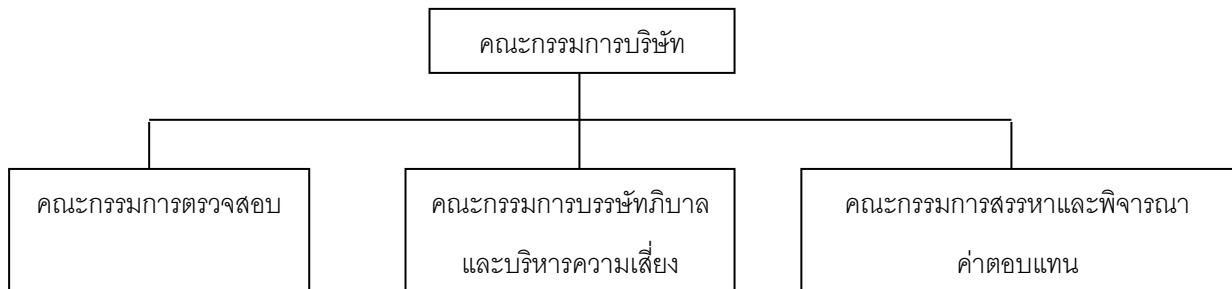 คณะกรรมการบริษัท
คณะกรรมการตรวจสอบ
คณะกรรมการบรรษัทภิบาล
และบริหารความเสี่ยง
คณะกรรมการสรรหาและพิจารณา
ค่าตอบแทน